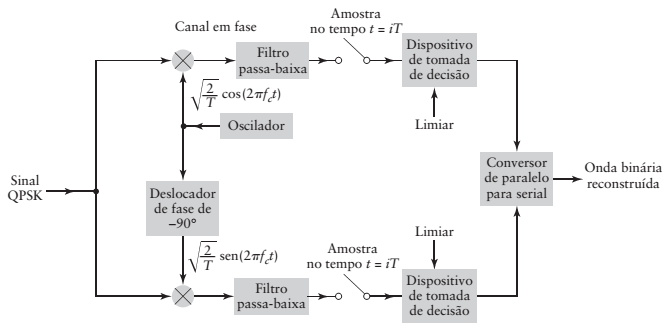 Canal em fase
Amostra
no tempo t = iT
Filtro
passa-baixa
Dispositivo
de tomada
de decisão
√2/T cos(2πf_c t)
Oscilador
Limiar
Sinal
QPSK
Deslocador
de fase de
–90°
Conversor
de paralelo
para serial
Onda binária
reconstruída
√2/T sen(2πf_c t)
Amostra
no tempo t = iT
Limiar
Filtro
passa-baixa
Dispositivo
de tomada
de decisão